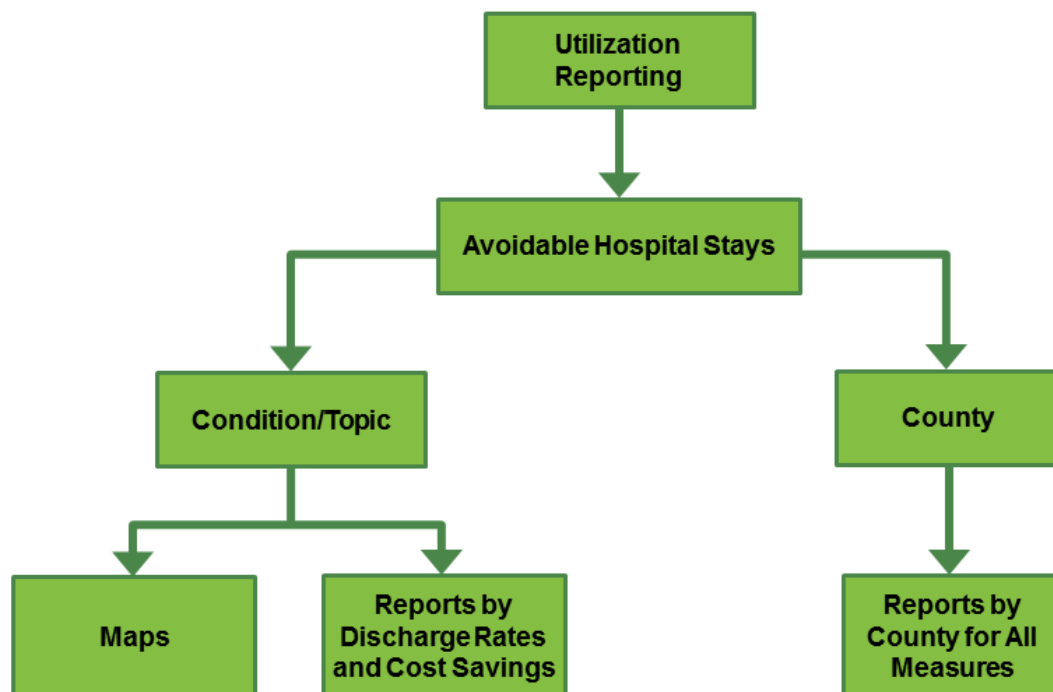 Utilization
Reporting
Avoidable Hospital Stays
Condition/Topic
County
Maps
Reports by
Discharge Rates
and Cost Savings
Reports by
County for All
Measures